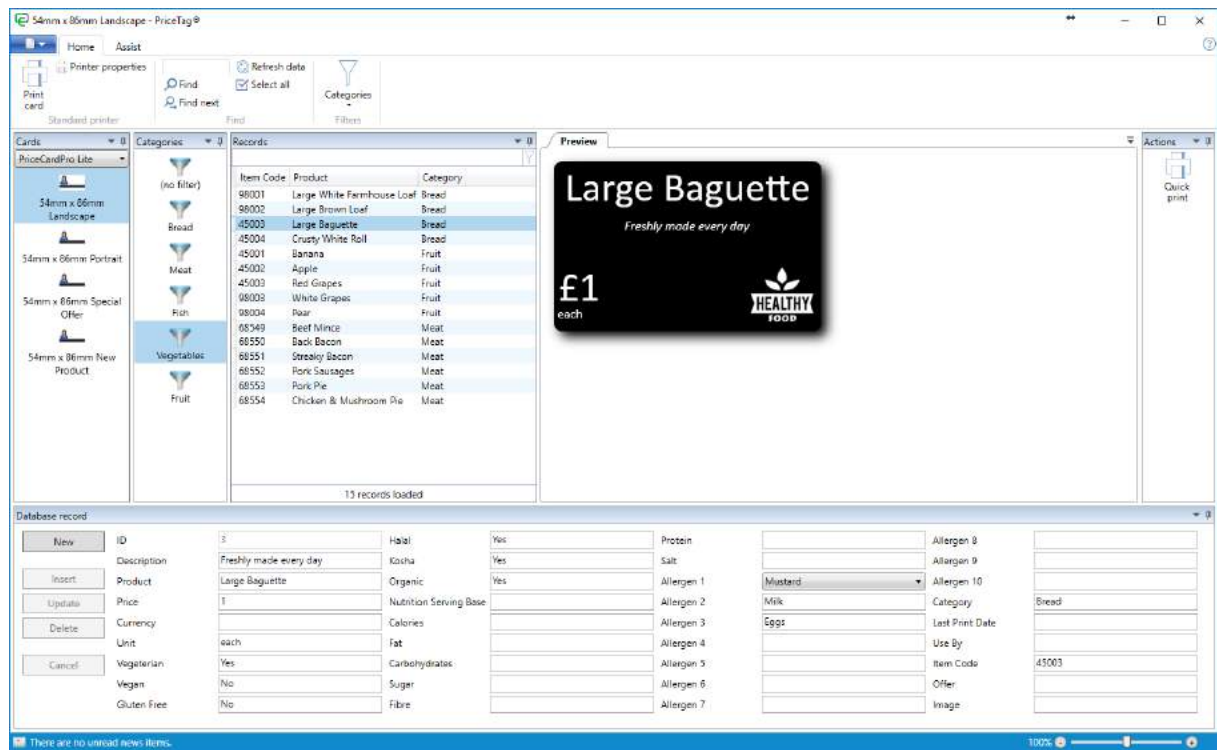 54mm x 86mm Landscape - PriceTag®
Home Assist
Printer properties
Print card
Standard printer
Find
Find next
Refresh data
Select all
Find
Categories
Filters
Cards
PriceCardPro Lite
54mm x 86mm Landscape
54mm x 86mm Portrait
54mm x 86mm Special Offer
54mm x 86mm New Product
Categories
(no filter)
Bread
Meat
Fish
Vegetables
Fruit
Records
Item Code Product Category
98001 Large White Farmhouse Loaf Bread
98002 Large Brown Loaf Bread
45003 Large Baguette Bread
45004 Crusty White Roll Bread
45001 Banana Fruit
45002 Apple Fruit
45003 Red Grapes Fruit
98003 White Grapes Fruit
98004 Pear Fruit
68549 Beef Mince Meat
68550 Back Bacon Meat
68551 Streaky Bacon Meat
68552 Pork Sausages Meat
68553 Pork Pie Meat
68554 Chicken & Mushroom Pie Meat
15 records loaded
Preview
Large Baguette
Freshly made every day
£1
each
HEALTHY
FOOD
Actions
Quick print
Database record
New
Insert
Update
Delete
Cancel
ID 3
Description Freshly made every day
Product Large Baguette
Price 1
Currency
Unit each
Vegeterian Yes
Vegan No
Gluten Free No
Halal Yes
Kosha Yes
Organic Yes
Nutrition Serving Base
Calories
Fat
Carbohydrates
Sugar
Fibre
Protein
Salt
Allergen 1 Mustard
Allergen 2 Milk
Allergen 3 Eggs
Allergen 4
Allergen 5
Allergen 6
Allergen 7
Allergen 8
Allergen 9
Allergen 10
Category Bread
Last Print Date
Use By
Item Code 45003
Offer
Image
There are no unread news items.
100%